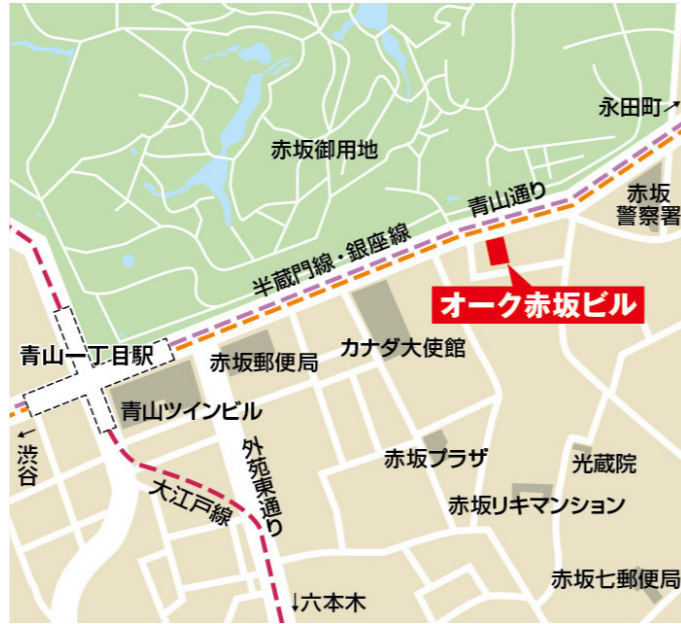 永田町↗
赤坂御用地
赤坂
警察署
青山通り
半蔵門線・銀座線
オーク赤坂ビル
青山一丁目駅
赤坂郵便局
カナダ大使館
青山ツインビル
←
渋谷
外苑東通り
赤坂プラザ
光蔵院
大江戸線
赤坂リキマンション
赤坂七郵便局
↓六本木